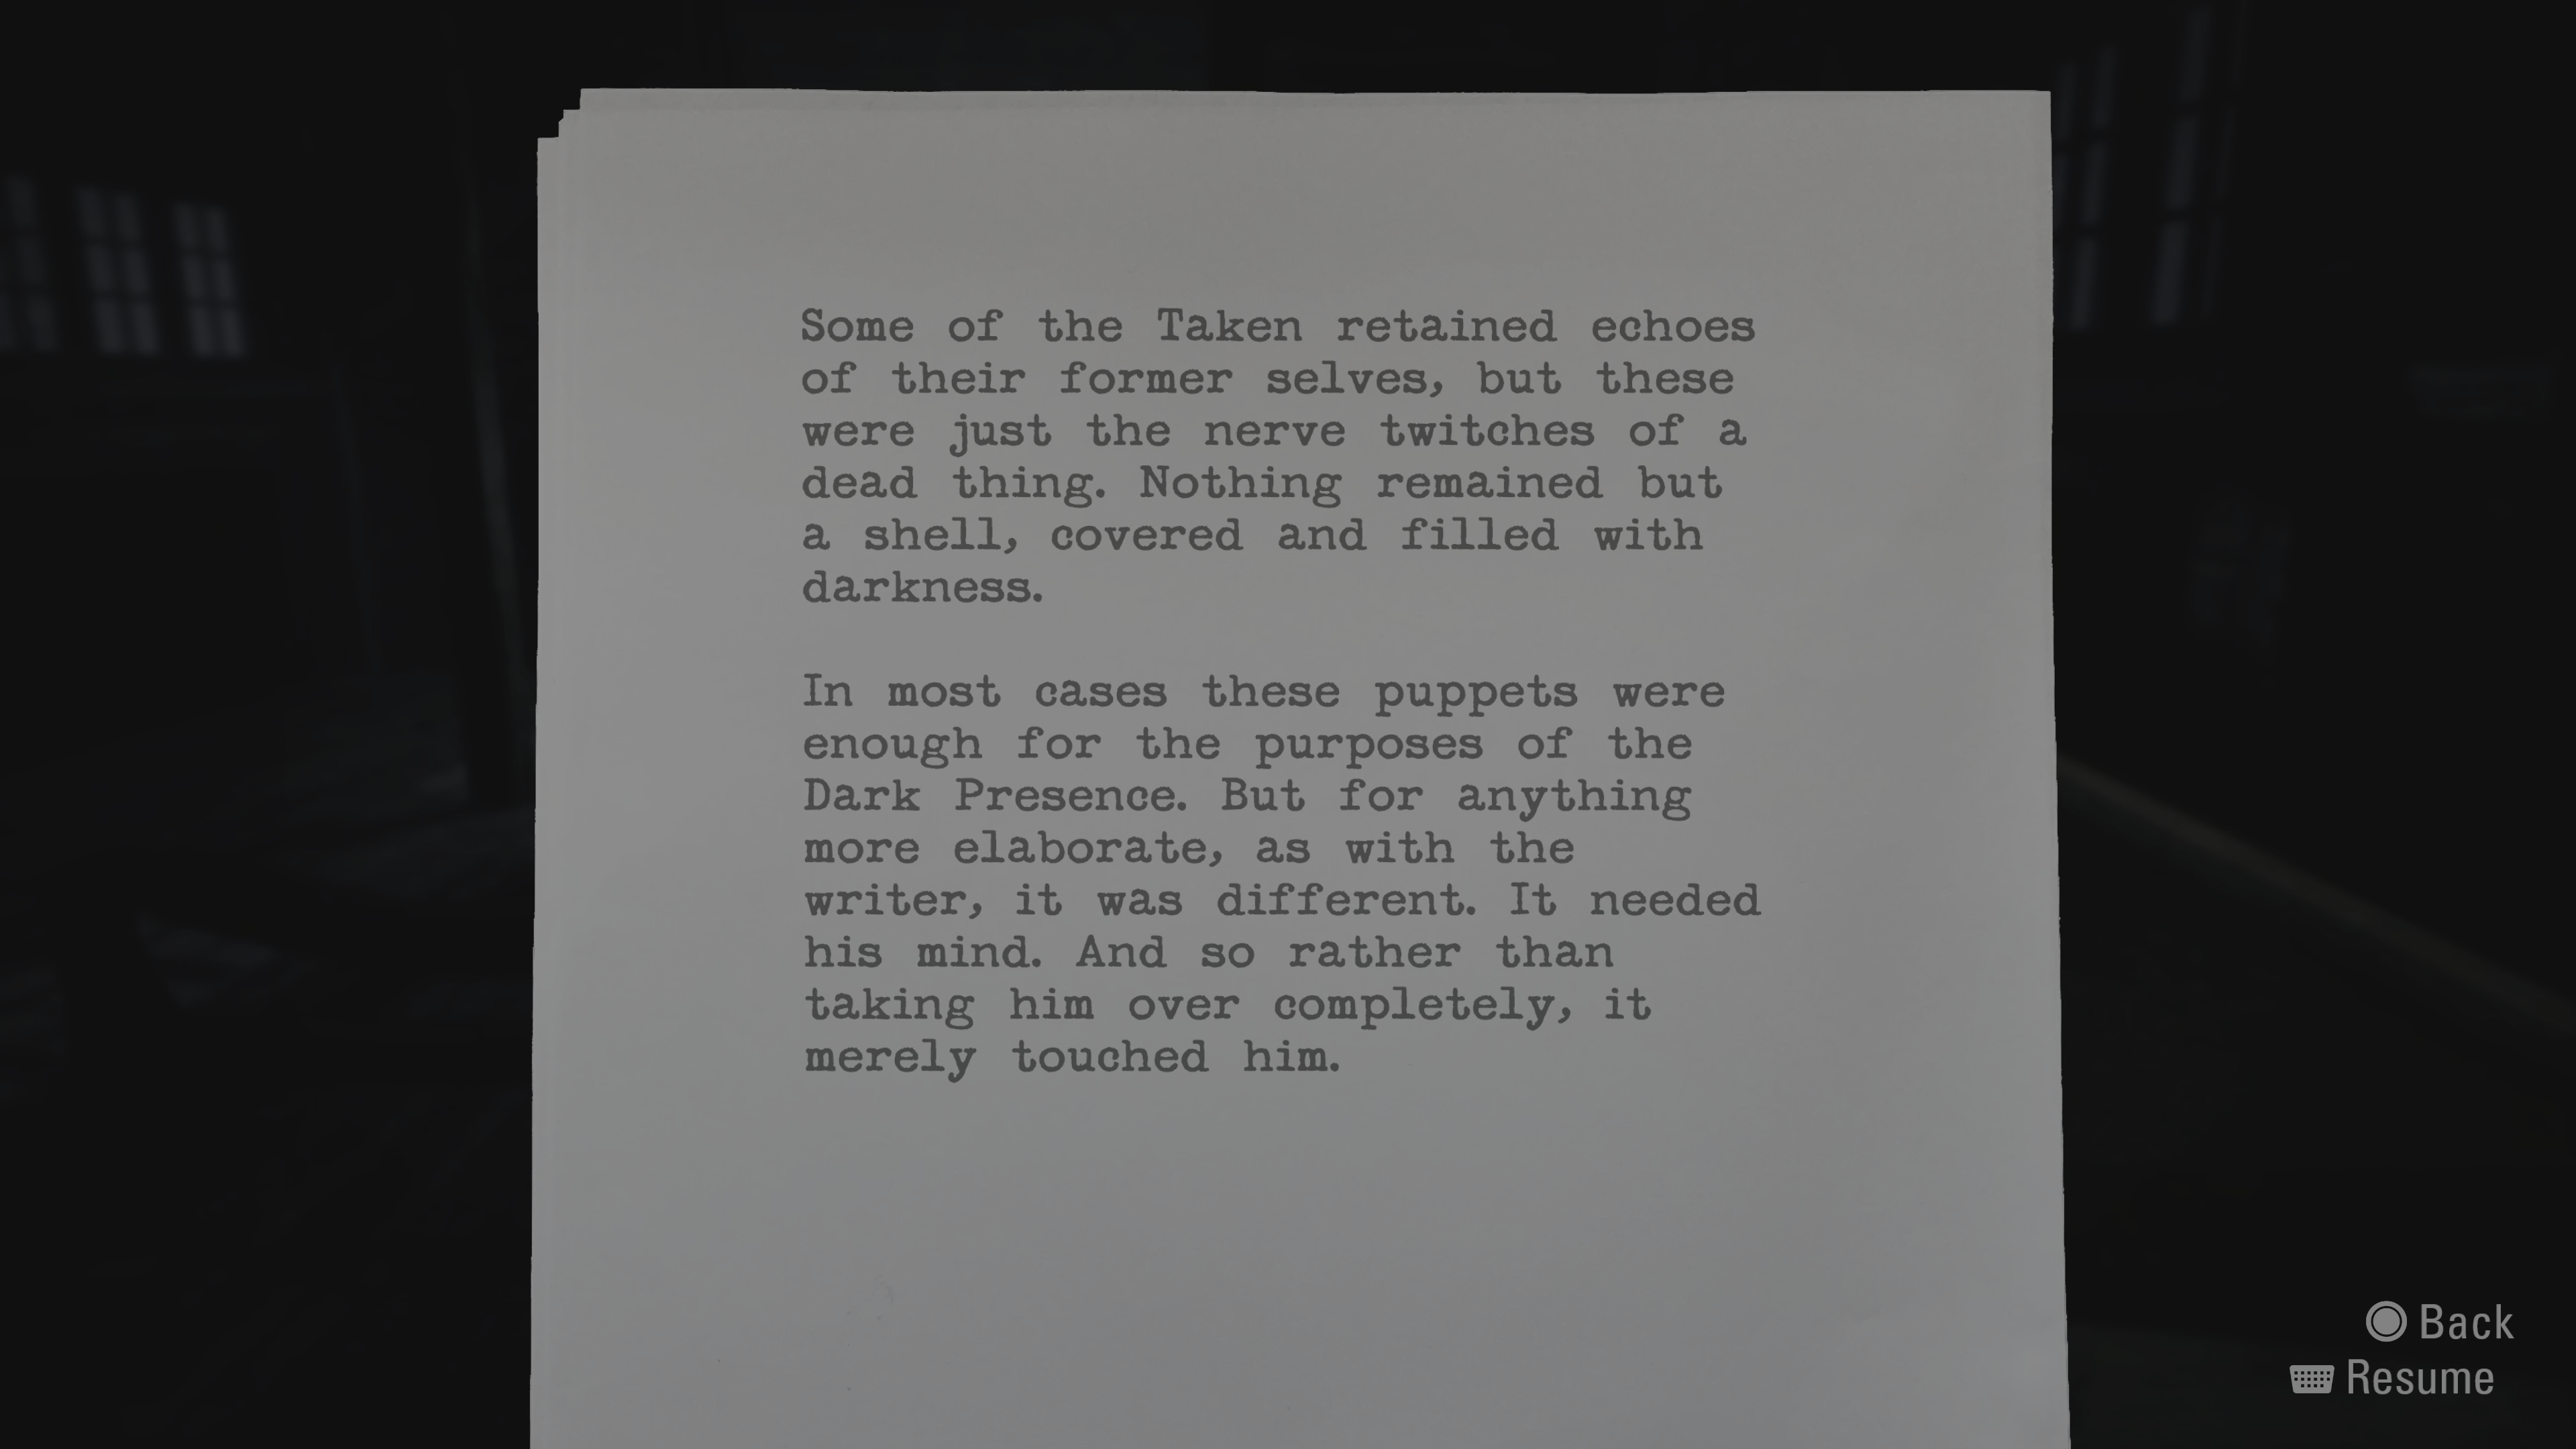 Some of the Taken retained echoes
of their former selves, but these
were just the nerve twitches of a
dead thing. Nothing remained but
a shell, covered and filled with
darkness.
In most cases these puppets were
enough for the purposes of the
Dark Presence. But for anything
more elaborate, as with the
writer, it was different. It needed
his mind. And so rather than
taking him over completely, it
merely touched him.
Back
Resume